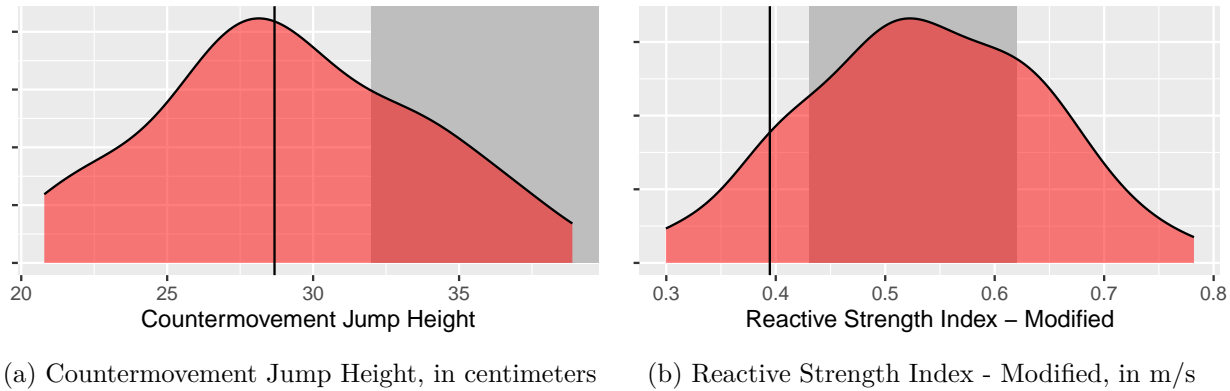 20 25 30 35
Countermovement Jump Height
(a) Countermovement Jump Height, in centimeters
0.3 0.4 0.5 0.6 0.7 0.8
Reactive Strength Index – Modified
(b) Reactive Strength Index - Modified, in m/s